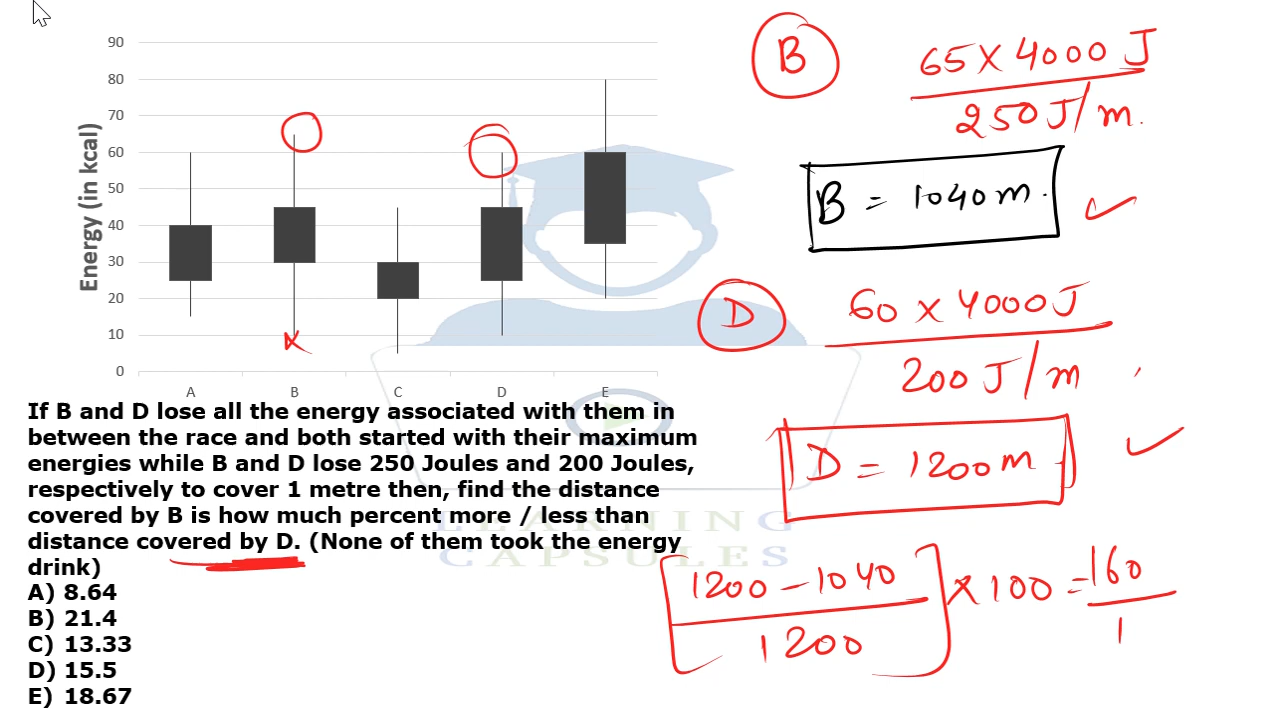 90
80
70
60
50
40
30
20
10
0
Energy (in kcal)
A B C D E
If B and D lose all the energy associated with them in
between the race and both started with their maximum
energies while B and D lose 250 Joules and 200 Joules,
respectively to cover 1 metre then, find the distance
covered by B is how much percent more / less than
distance covered by D. (None of them took the energy
drink)
A) 8.64
B) 21.4
C) 13.33
D) 15.5
E) 18.67
LEARNING
CAPSULES
B
65 × 4000 J
250 J/m.
B = 1040 m.
D
60 × 4000 J
200 J/m
D = 1200 m
[1200 - 1040
1200] × 100 = 160
1